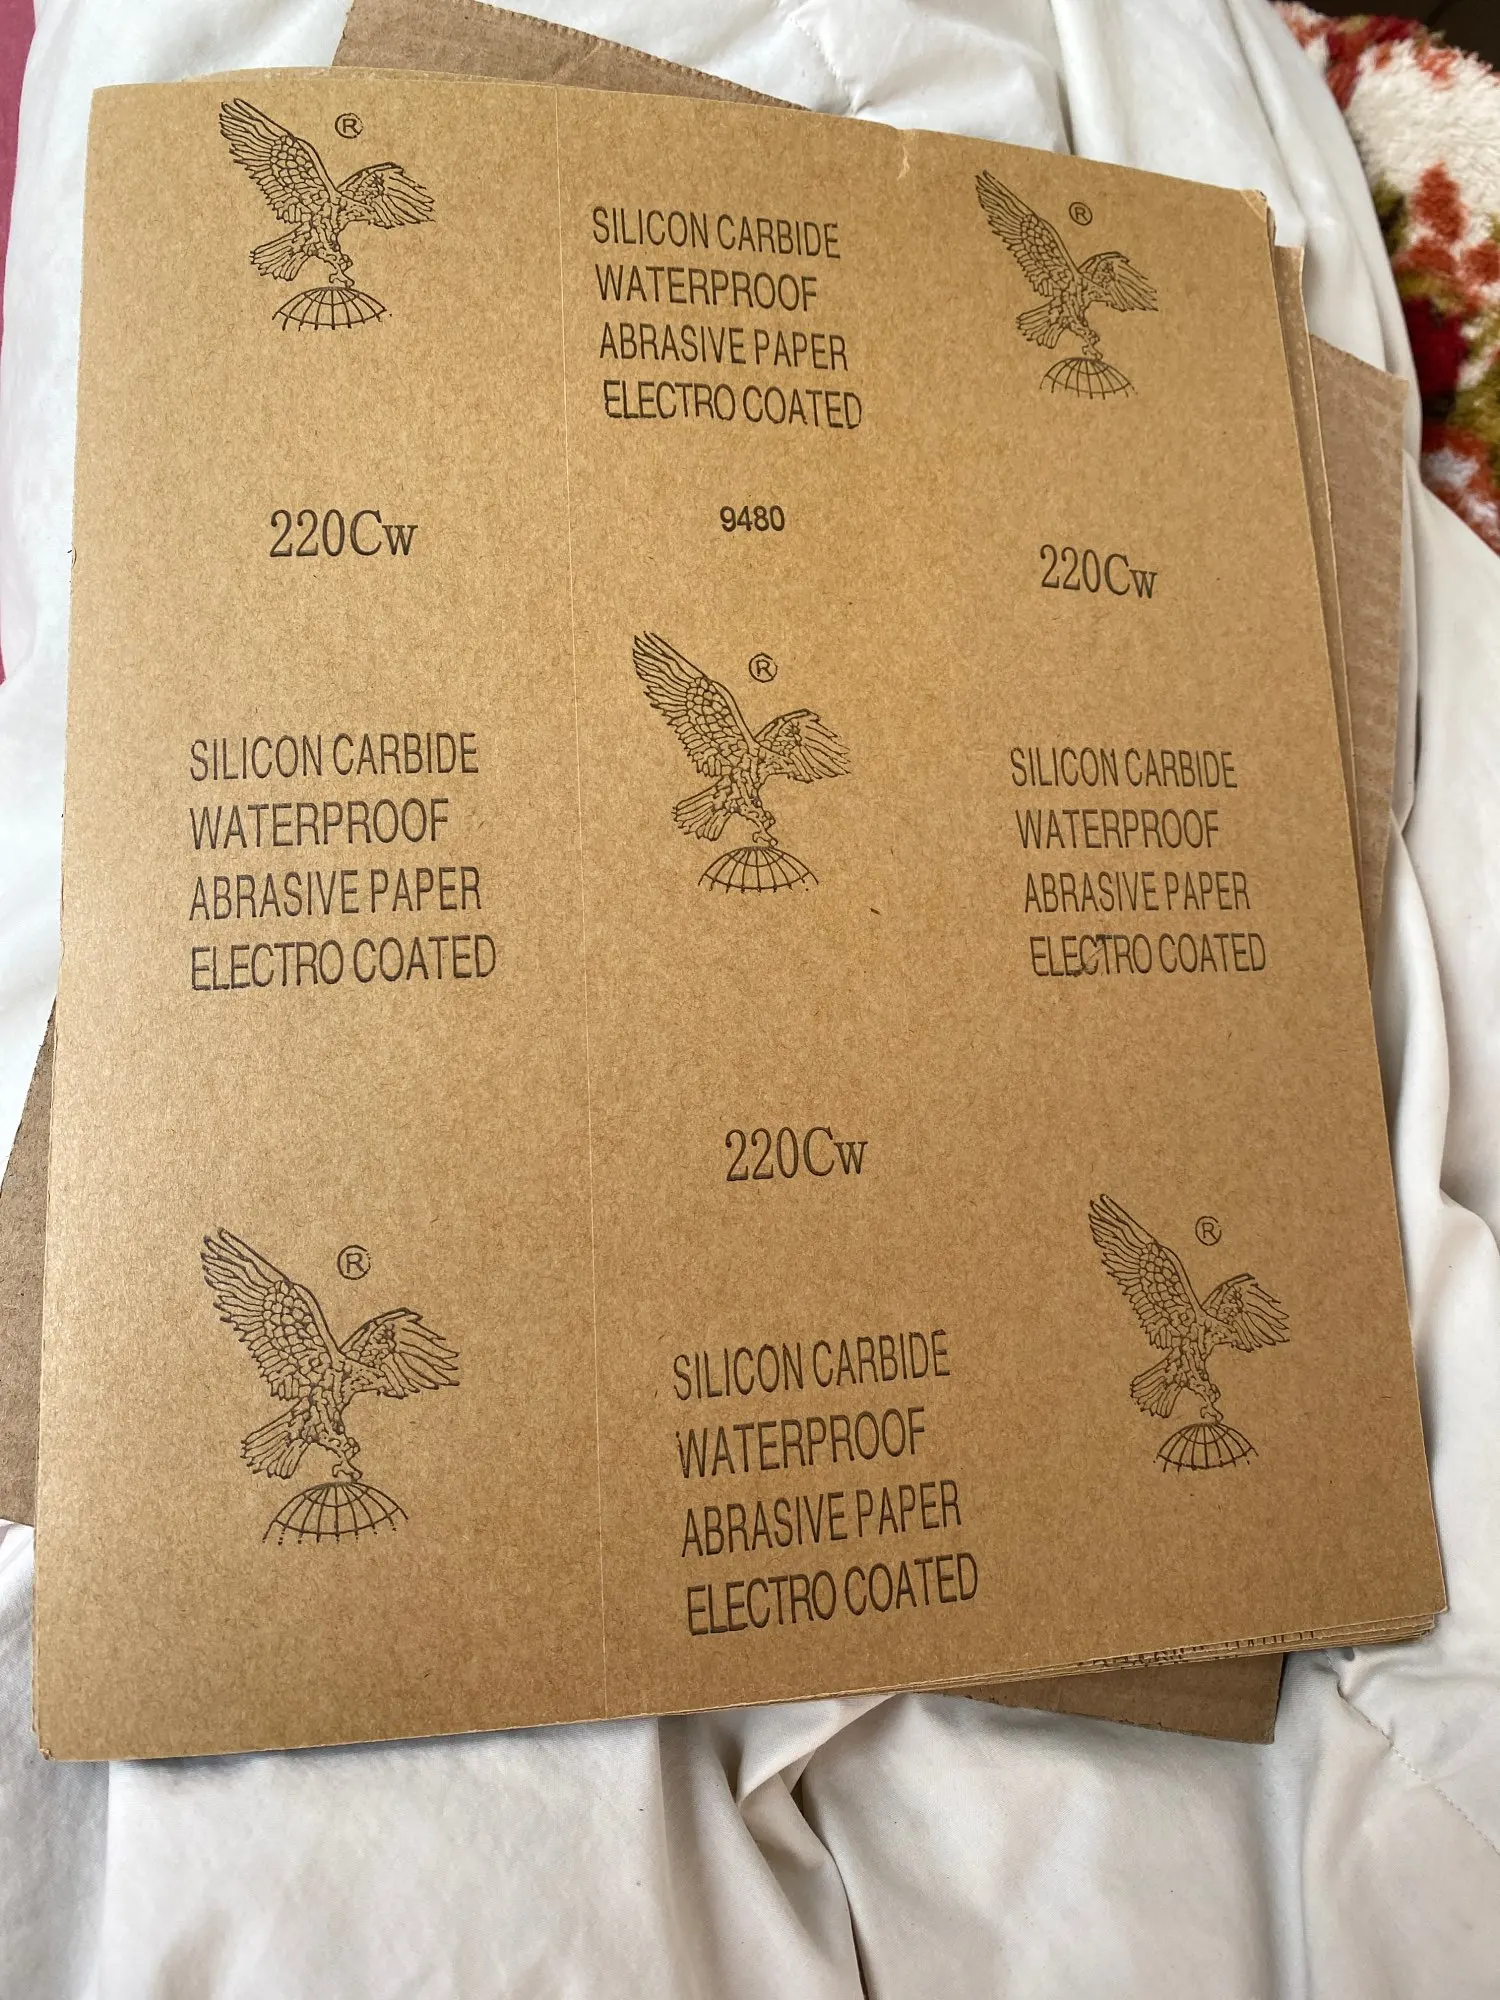 ®
®
SILICON CARBIDE
WATERPROOF
ABRASIVE PAPER
ELECTRO COATED
220Cw
9480
220Cw
®
SILICON CARBIDE
WATERPROOF
ABRASIVE PAPER
ELECTRO COATED
SILICON CARBIDE
WATERPROOF
ABRASIVE PAPER
ELECTRO COATED
220Cw
®
®
SILICON CARBIDE
WATERPROOF
ABRASIVE PAPER
ELECTRO COATED